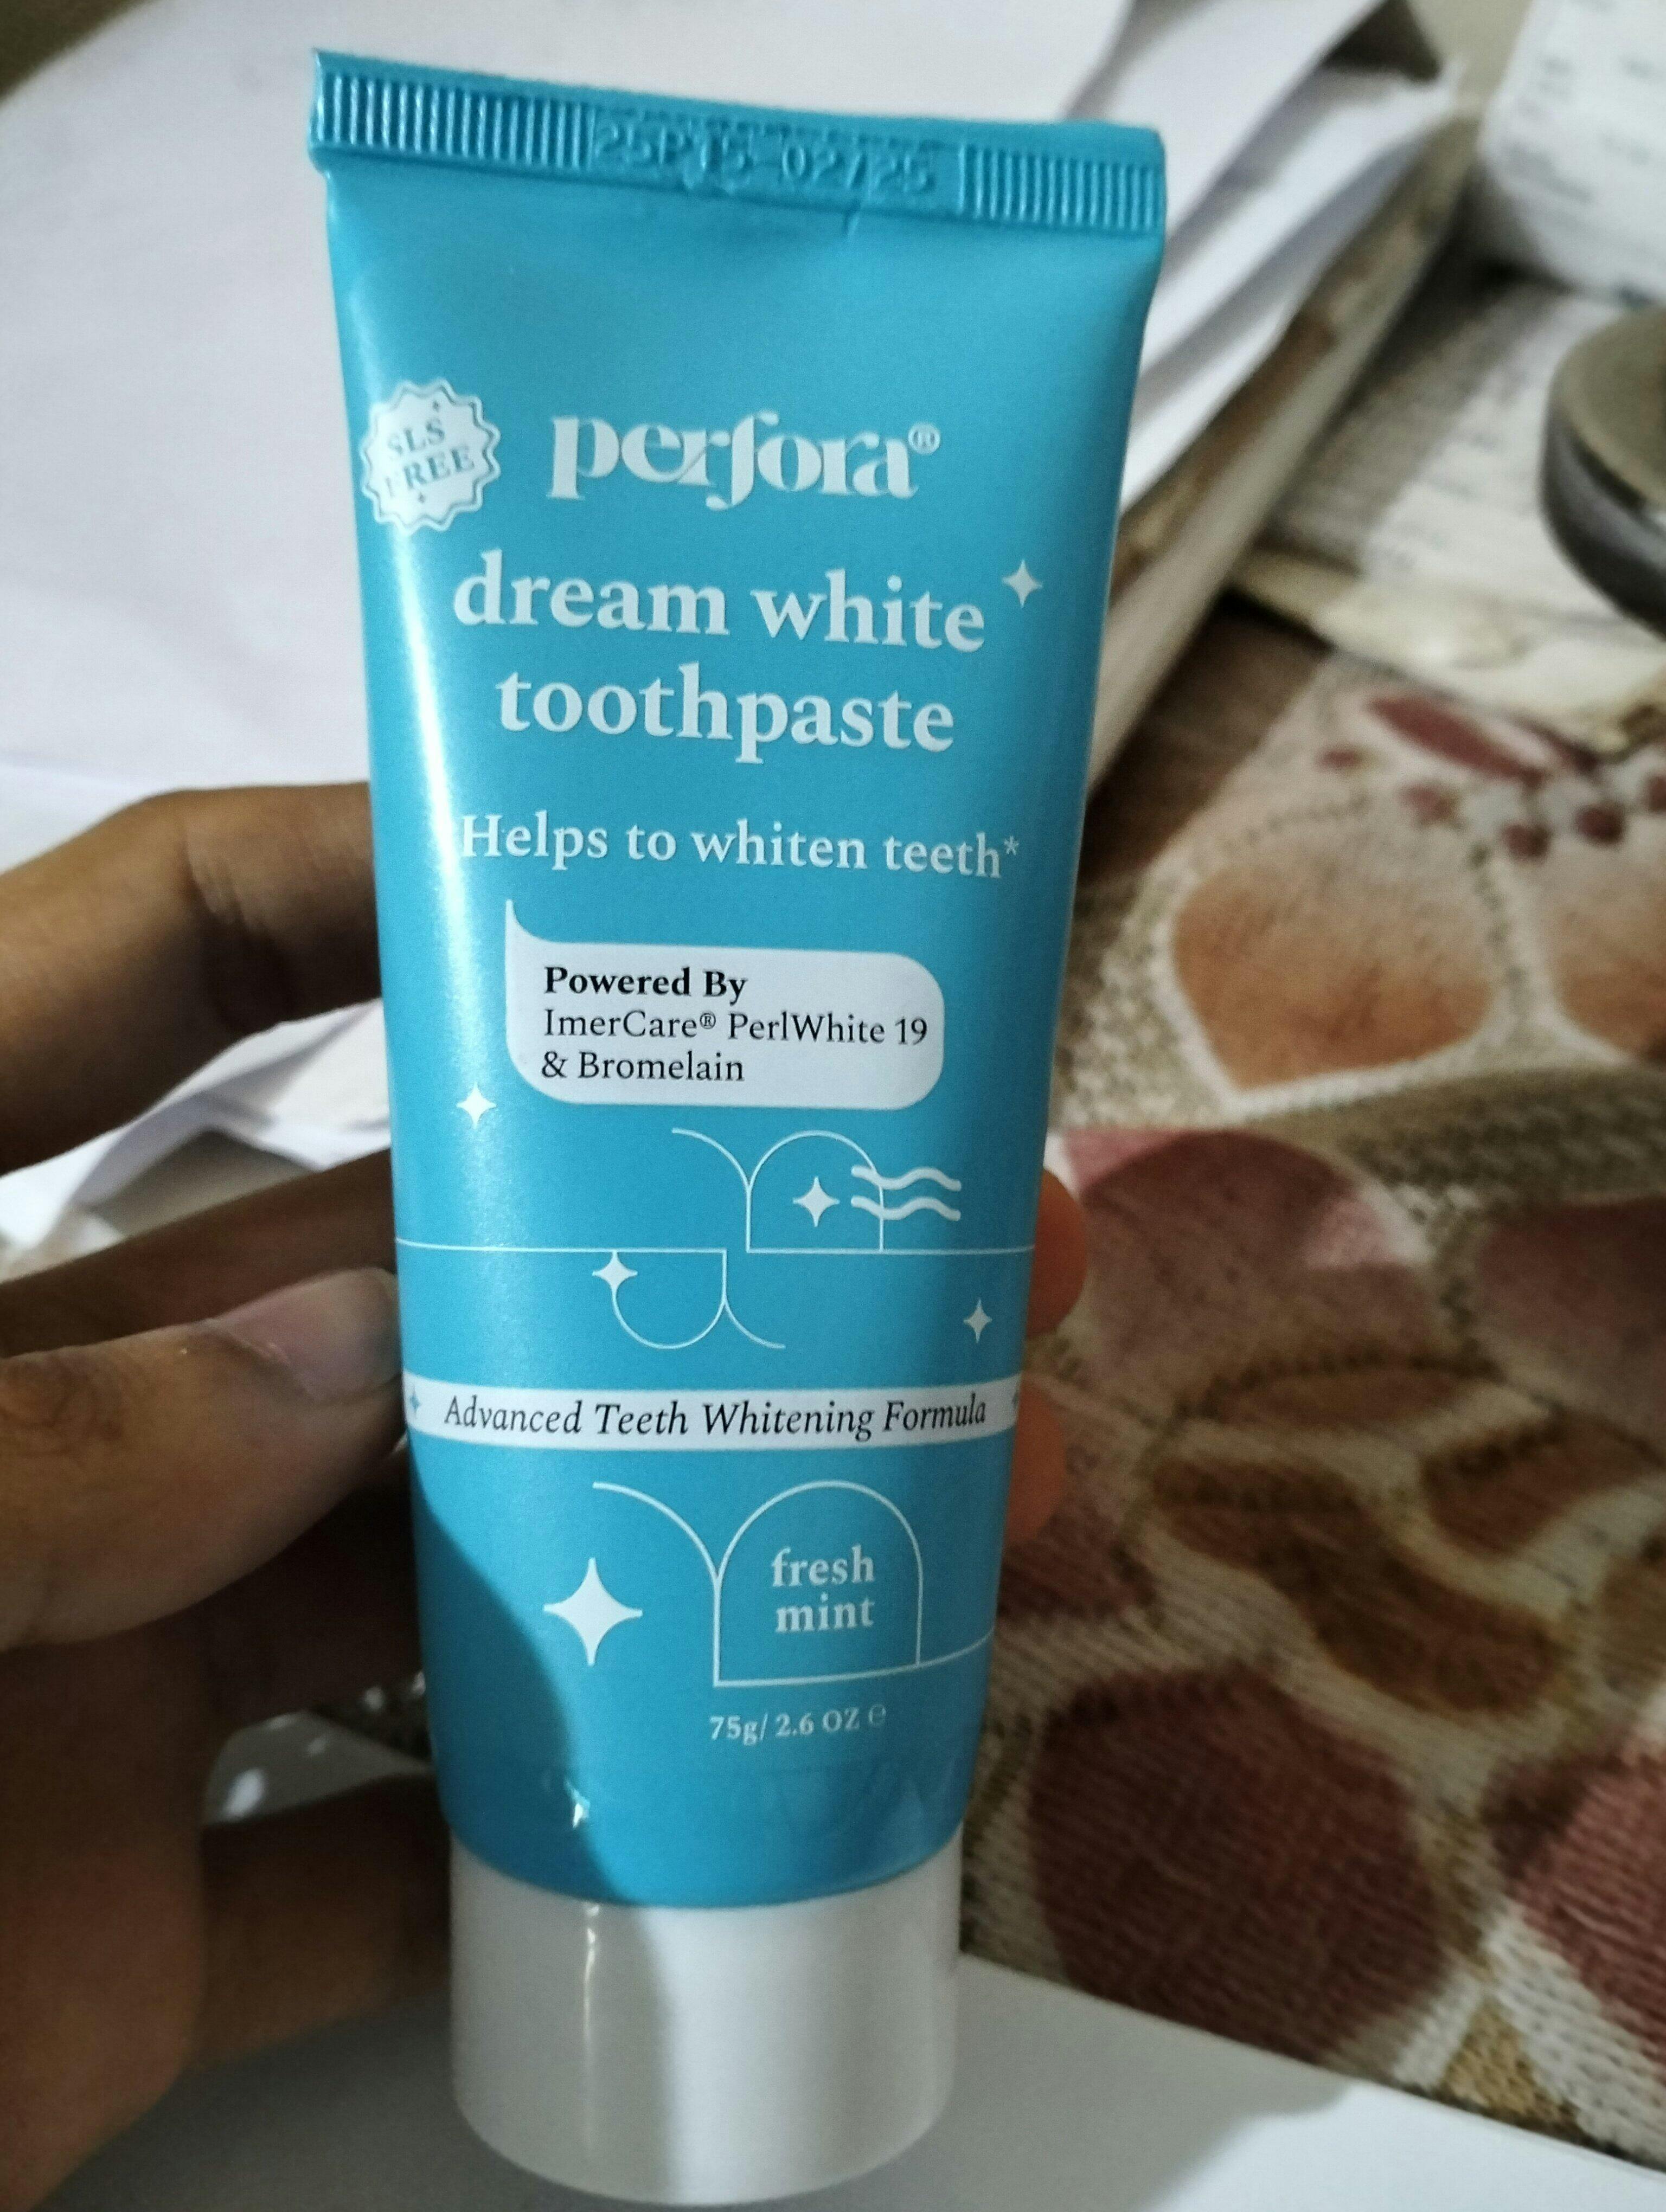 25P15 02/25
SLS
FREE
perfora®
dream white
toothpaste
Helps to whiten teeth*
Powered By
ImerCare® PerlWhite 19
& Bromelain
Advanced Teeth Whitening Formula
fresh
mint
75g/ 2.6 OZ ℮